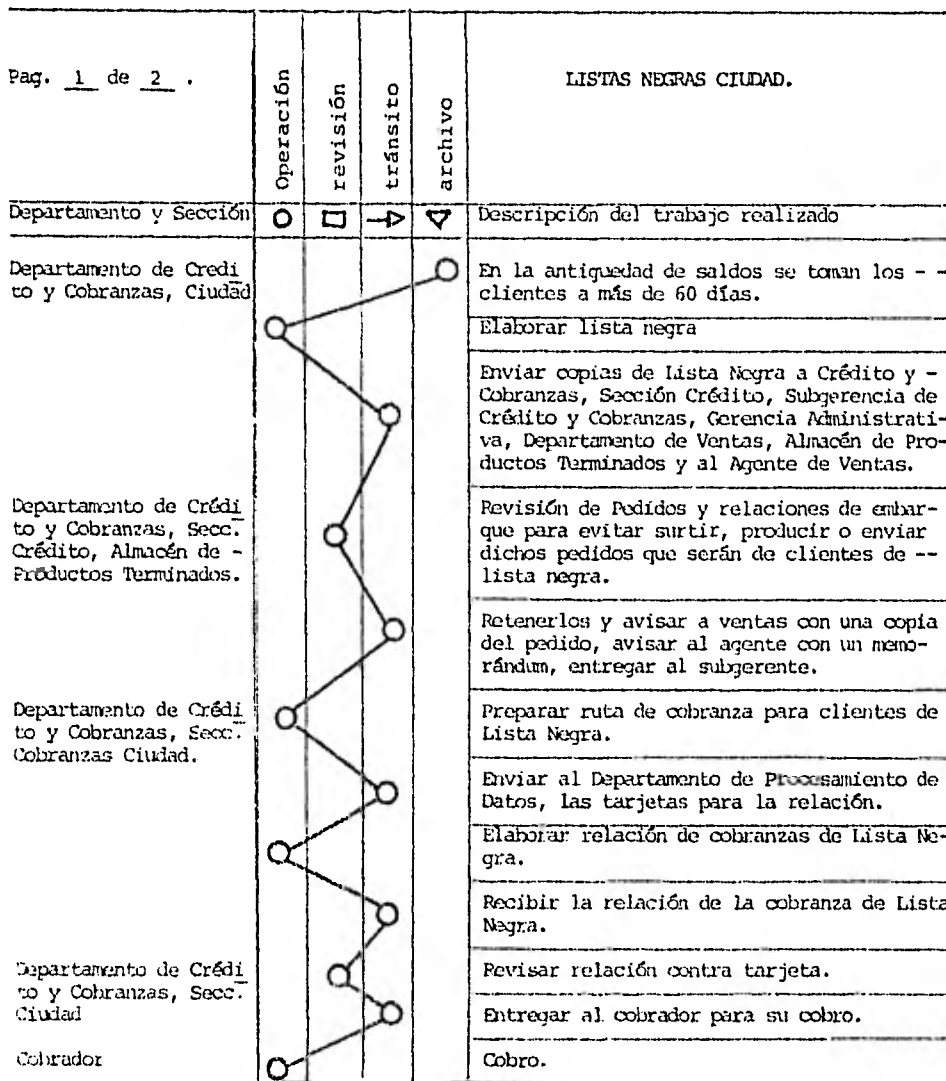 Pag. 1 de 2 .
Operación
revisión
tránsito
archivo
LISTAS NEGRAS CIUDAD.
Departamento y Sección
Descripción del trabajo realizado
Departamento de Credi
to y Cobranzas, Ciudad
En la antiguedad de saldos se toman los - -
clientes a más de 60 días.
Elaborar lista negra
Enviar copias de Lista Negra a Crédito y -
Cobranzas, Sección Crédito, Subgerencia de
Crédito y Cobranzas, Gerencia Administrati-
va, Departamento de Ventas, Almacén de Pro-
ductos Terminados y al Agente de Ventas.
Departamento de Crédi
to y Cobranzas, Secc.
Crédito, Almacén de -
Productos Terminados.
Revisión de Pedidos y relaciones de embar-
que para evitar surtir, producir o enviar
dichos pedidos que serán de clientes de --
lista negra.
Retenerlos y avisar a ventas con una copia
del pedido, avisar al agente con un memo-
rándum, entregar al subgerente.
Departamento de Crédi
to y Cobranzas, Secc.
Cobranzas Ciudad.
Preparar ruta de cobranza para clientes de
Lista Negra.
Enviar al Departamento de Procesamiento de
Datos, las tarjetas para la relación.
Elaborar relación de cobranzas de Lista Ne-
gra.
Recibir la relación de la cobranza de Lista
Negra.
Departamento de Crédi
to y Cobranzas, Secc.
Ciudad
Revisar relación contra tarjeta.
Entregar al cobrador para su cobro.
Cobrador
Cobro.